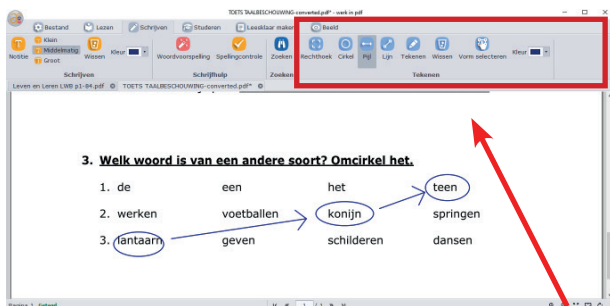 TOETS TAALBESCHOUWING-converted.pdf* - werk in pdf
Bestand Lezen Schrijven Studeren Leesklaar maken Beeld
Notitie Klein Middelmatig Groot Wissen Kleur Woordvoorspelling Spellingcontrole Zoeken Rechthoek Cirkel Pijl Lijn Tekenen Wissen Vorm selecteren Kleur
Schrijven Schrijfhulp Zoeken Tekenen
Leven en Leren LWB p1-84.pdf TOETS TAALBESCHOUWING-converted.pdf*
3. Welk woord is van een andere soort? Omcirkel het.
1. de een het teen
2. werken voetballen konijn springen
3. lantaarn geven schilderen dansen